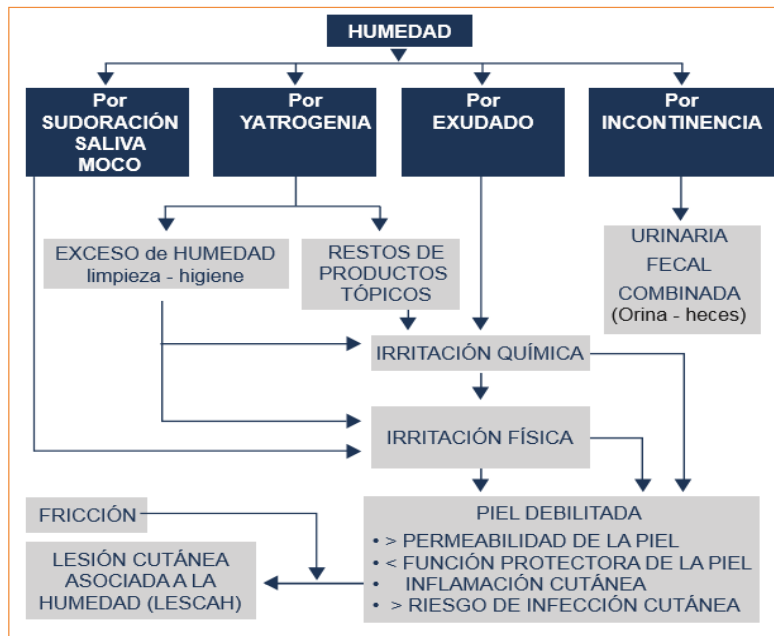 HUMEDAD
Por
SUDORACIÓN
SALIVA
MOCO
Por
YATROGENIA
Por
EXUDADO
Por
INCONTINENCIA
EXCESO de HUMEDAD
limpieza - higiene
RESTOS DE
PRODUCTOS
TÓPICOS
URINARIA
FECAL
COMBINADA
(Orina - heces)
IRRITACIÓN QUÍMICA
IRRITACIÓN FÍSICA
FRICCIÓN
LESIÓN CUTÁNEA
ASOCIADA A LA
HUMEDAD (LESCAH)
PIEL DEBILITADA
• > PERMEABILIDAD DE LA PIEL
• < FUNCIÓN PROTECTORA DE LA PIEL
• INFLAMACIÓN CUTÁNEA
• > RIESGO DE INFECCIÓN CUTÁNEA